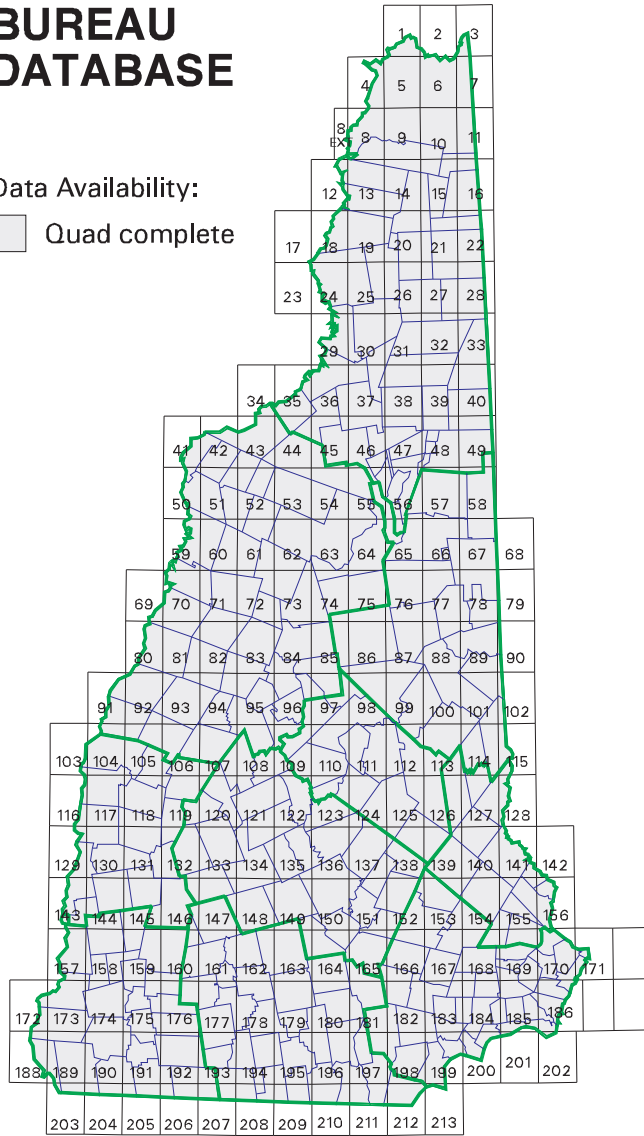 BUREAU
DATABASE
Data Availability:
Quad complete
1 2 3
4 5 6 7
8 EXT 8 9 10 11
12 13 14 15 16
17 18 19 20 21 22
23 24 25 26 27 28
29 30 31 32 33
34 35 36 37 38 39 40
41 42 43 44 45 46 47 48 49
50 51 52 53 54 55 56 57 58
59 60 61 62 63 64 65 66 67 68
69 70 71 72 73 74 75 76 77 78 79
80 81 82 83 84 85 86 87 88 89 90
91 92 93 94 95 96 97 98 99 100 101 102
103 104 105 106 107 108 109 110 111 112 113 114 115
116 117 118 119 120 121 122 123 124 125 126 127 128
129 130 131 132 133 134 135 136 137 138 139 140 141 142
143 144 145 146 147 148 149 150 151 152 153 154 155 156
157 158 159 160 161 162 163 164 165 166 167 168 169 170 171
172 173 174 175 176 177 178 179 180 181 182 183 184 185 186
188 189 190 191 192 193 194 195 196 197 198 199 200 201 202
203 204 205 206 207 208 209 210 211 212 213